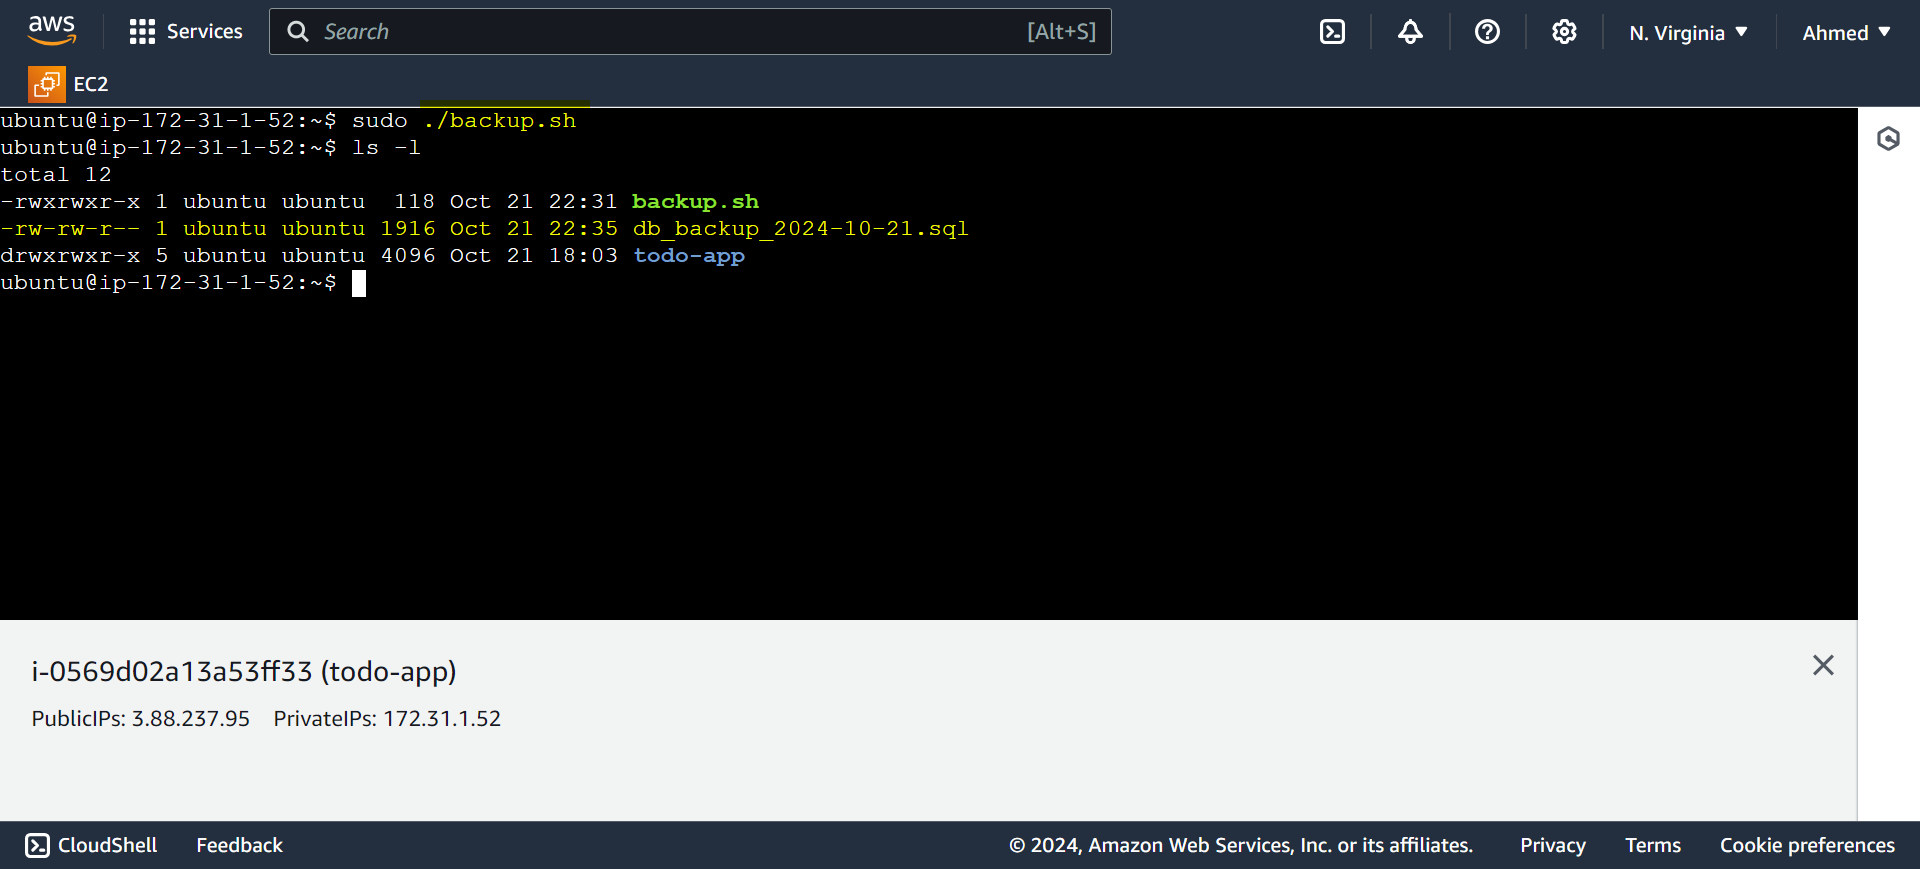 aws
Services
Search [Alt+S]
N. Virginia ▼
Ahmed ▼
EC2
ubuntu@ip-172-31-1-52:~$ sudo ./backup.sh
ubuntu@ip-172-31-1-52:~$ ls -l
total 12
-rwxrwxr-x 1 ubuntu ubuntu  118 Oct 21 22:31 backup.sh
-rw-rw-r-- 1 ubuntu ubuntu 1916 Oct 21 22:35 db_backup_2024-10-21.sql
drwxrwxr-x 5 ubuntu ubuntu 4096 Oct 21 18:03 todo-app
ubuntu@ip-172-31-1-52:~$
i-0569d02a13a53ff33 (todo-app)
PublicIPs: 3.88.237.95 PrivateIPs: 172.31.1.52
CloudShell Feedback © 2024, Amazon Web Services, Inc. or its affiliates. Privacy Terms Cookie preferences